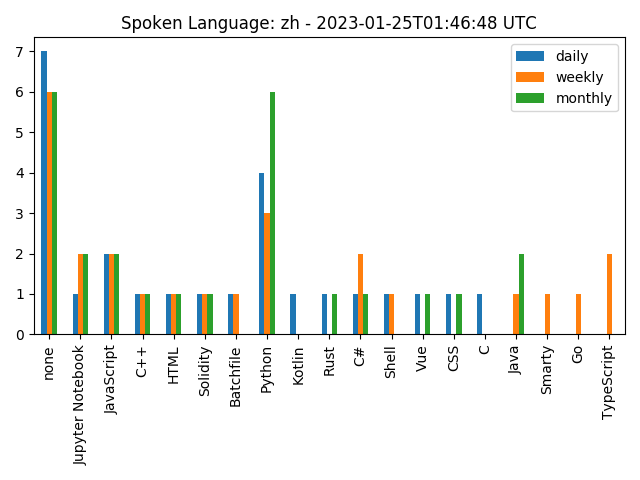 Spoken Language: zh - 2023-01-25T01:46:48 UTC
daily
weekly
monthly
7
6
5
4
3
2
1
0
none
Jupyter Notebook
JavaScript
C++
HTML
Solidity
Batchfile
Python
Kotlin
Rust
C#
Shell
Vue
CSS
C
Java
Smarty
Go
TypeScript